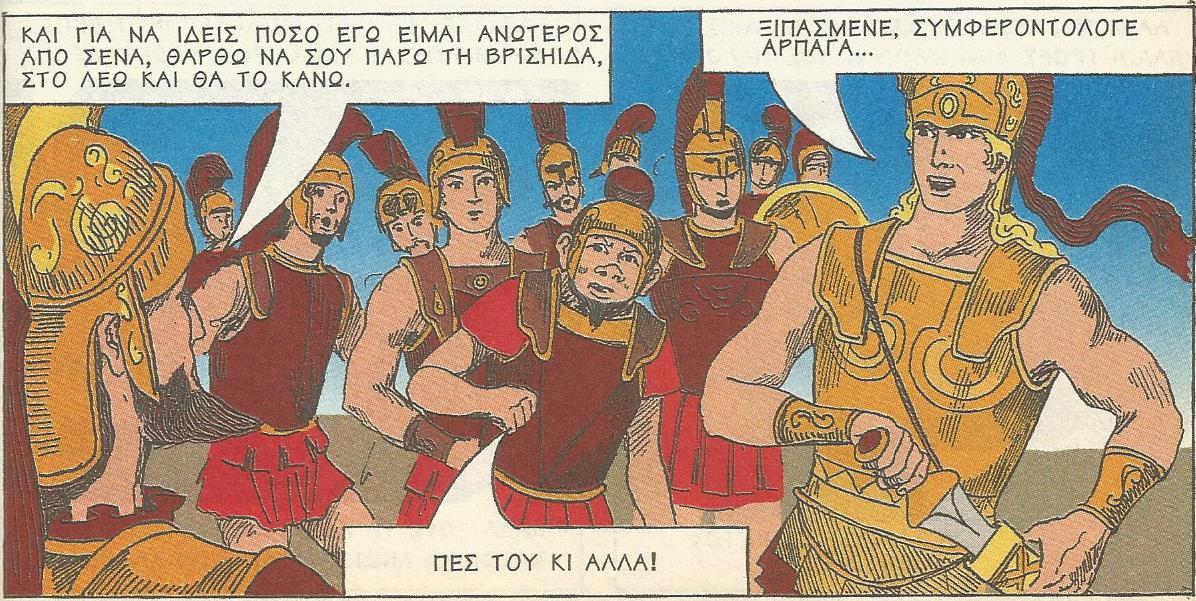 ΚΑΙ ΓΙΑ ΝΑ ΙΔΕΙΣ ΠΟΣΟ ΕΓΩ ΕΙΜΑΙ ΑΝΩΤΕΡΟΣ
ΑΠΟ ΣΕΝΑ, ΘΑΡΘΩ ΝΑ ΣΟΥ ΠΑΡΩ ΤΗ ΒΡΙΣΗΙΔΑ,
ΣΤΟ ΛΕΩ ΚΑΙ ΘΑ ΤΟ ΚΑΝΩ.
ΞΙΠΑΣΜΕΝΕ, ΣΥΜΦΕΡΟΝΤΟΛΟΓΕ
ΑΡΠΑΓΑ...
ΠΕΣ ΤΟΥ ΚΙ ΑΛΛΑ!